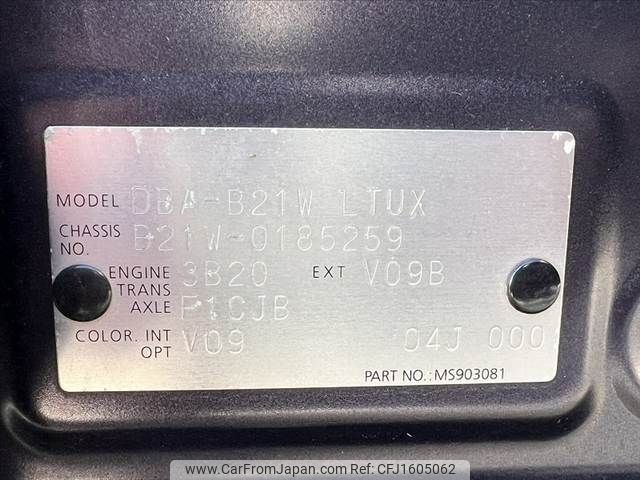 MODEL DBA-B21W LTUX
CHASSIS NO. B21W-0185259
ENGINE 3B20 EXT V09B
TRANS AXLE F1CJB
COLOR. INT OPT V09 04J 000
PART NO.: MS903081
www.CarFromJapan.com CFJ1605062